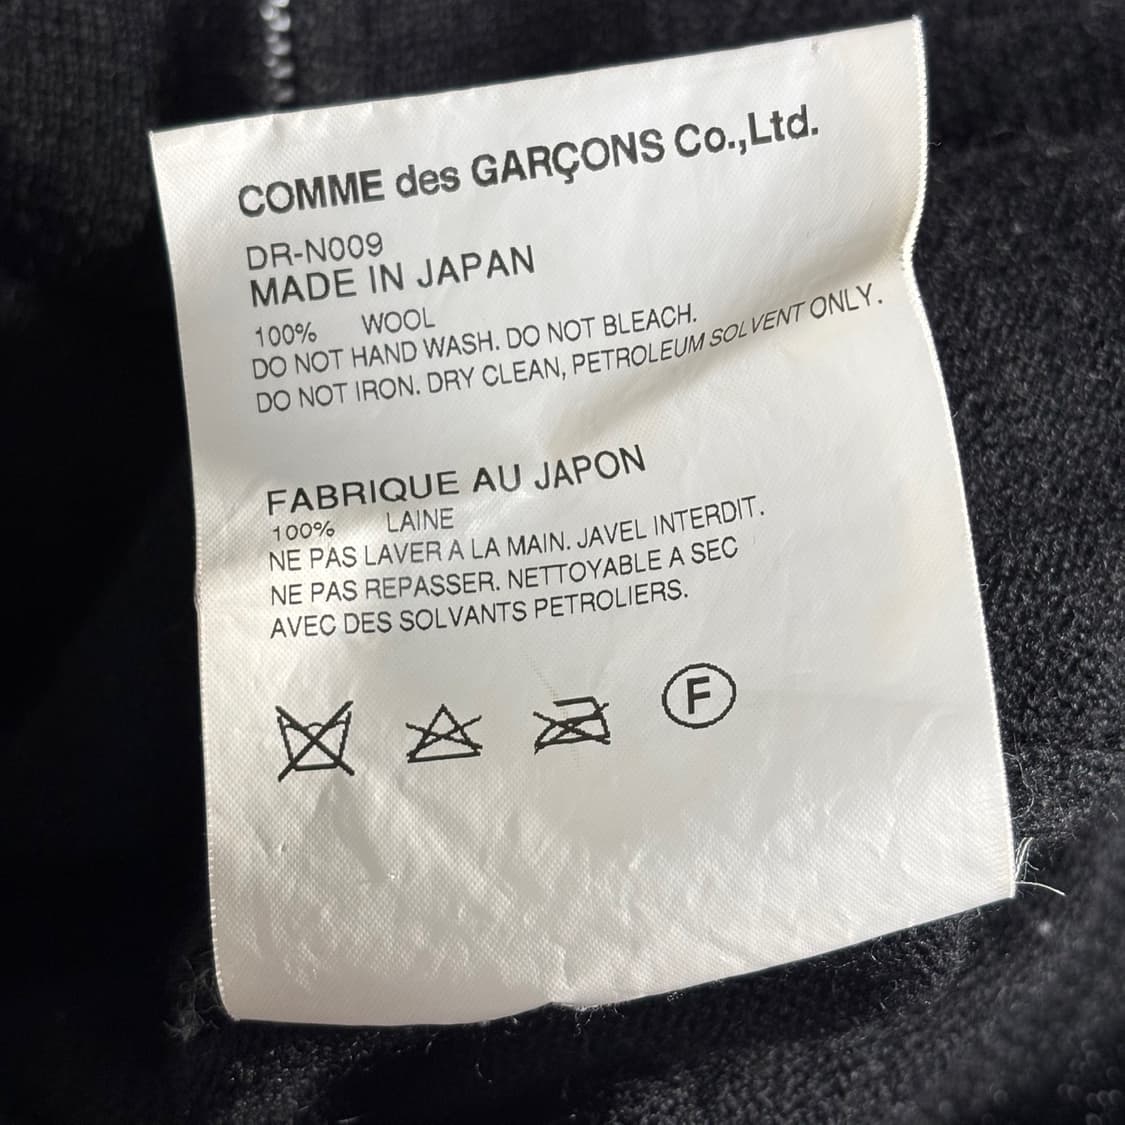 COMME des GARÇONS Co.,Ltd.
DR-N009
MADE IN JAPAN
100% WOOL
DO NOT HAND WASH. DO NOT BLEACH.
DO NOT IRON. DRY CLEAN, PETROLEUM SOLVENT ONLY.
FABRIQUE AU JAPON
100% LAINE
NE PAS LAVER A LA MAIN. JAVEL INTERDIT.
NE PAS REPASSER. NETTOYABLE A SEC
AVEC DES SOLVANTS PETROLIERS.
F